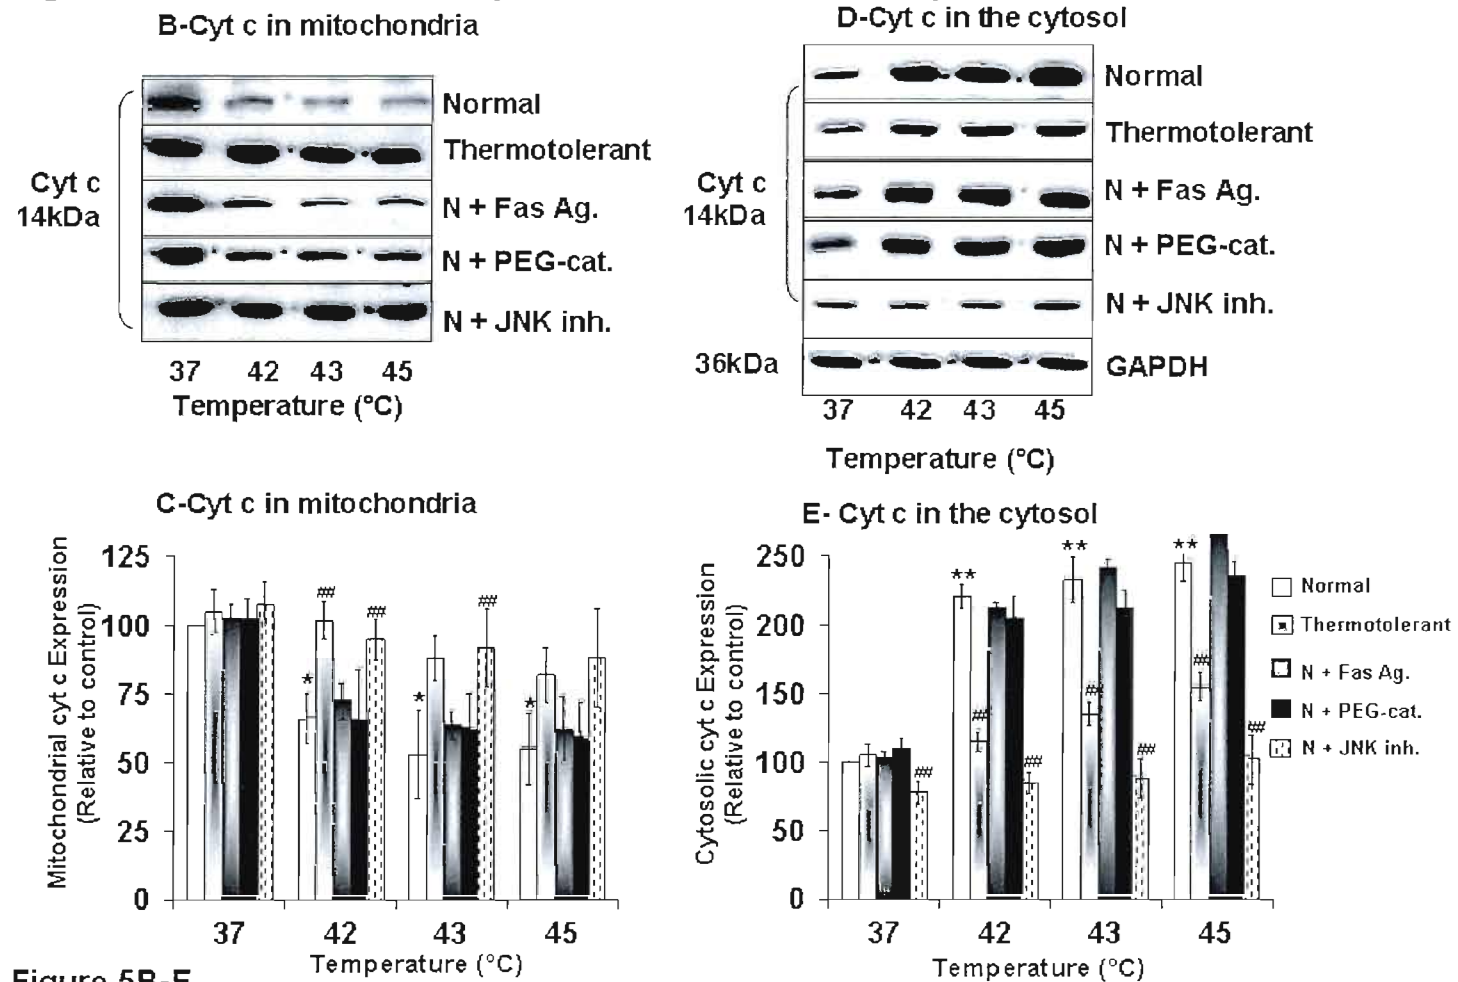 B-Cyt c in mitochondria
Normal
Thermotolerant
Cyt c
14kDa
N + Fas Ag.
N + PEG-cat.
N + JNK inh.
37 42 43 45
Temperature (°C)
D-Cyt c in the cytosol
Normal
Thermotolerant
Cyt c
14kDa
N + Fas Ag.
N + PEG-cat.
N + JNK inh.
36kDa
GAPDH
37 42 43 45
Temperature (°C)
C-Cyt c in mitochondria
Mitochondrial cyt c Expression
(Relative to control)
125
100
75
50
25
0
*
##
##
*
##
*
37 42 43 45
Temperature (°C)
E- Cyt c in the cytosol
Cytosolic cyt c Expression
(Relative to control)
250
200
150
100
50
0
##
**
##
##
**
##
##
**
##
##
37 42 43 45
Temperature (°C)
Normal
Thermotolerant
N + Fas Ag.
N + PEG-cat.
N + JNK inh.